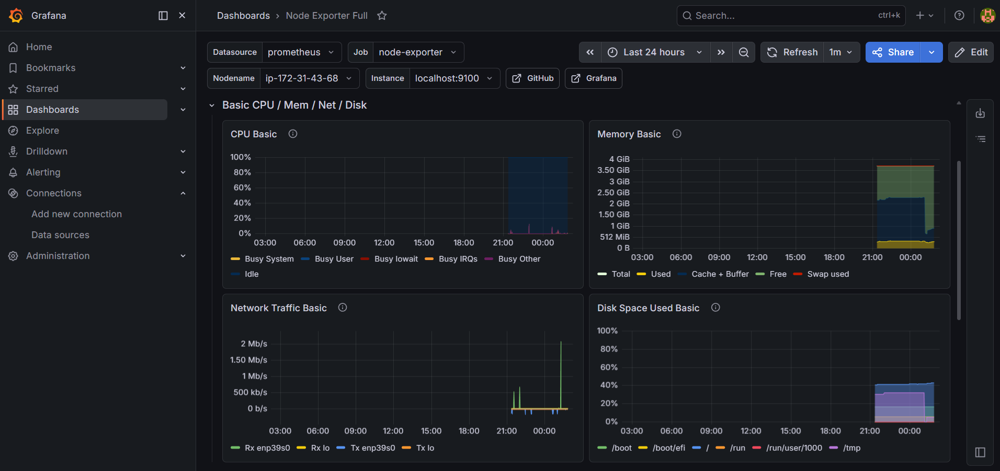 Grafana
Dashboards › Node Exporter Full
Search...
ctrl+k
Home
Bookmarks
Starred
Dashboards
Explore
Drilldown
Alerting
Connections
Add new connection
Data sources
Administration
Datasource prometheus
Job node-exporter
Last 24 hours
Refresh 1m
Share
Edit
Nodename ip-172-31-43-68
Instance localhost:9100
GitHub
Grafana
Basic CPU / Mem / Net / Disk
CPU Basic
100%
80%
60%
40%
20%
0%
03:00 06:00 09:00 12:00 15:00 18:00 21:00 00:00
Busy System Busy User Busy Iowait Busy IRQs Busy Other
Idle
Memory Basic
4 GiB
3.50 GiB
3 GiB
2.50 GiB
2 GiB
1.50 GiB
1 GiB
512 MiB
0 B
03:00 06:00 09:00 12:00 15:00 18:00 21:00 00:00
Total Used Cache + Buffer Free Swap used
Network Traffic Basic
2 Mb/s
1.50 Mb/s
1 Mb/s
500 kb/s
0 b/s
03:00 06:00 09:00 12:00 15:00 18:00 21:00 00:00
Rx enp39s0 Rx lo Tx enp39s0 Tx lo
Disk Space Used Basic
100%
80%
60%
40%
20%
0%
03:00 06:00 09:00 12:00 15:00 18:00 21:00 00:00
/boot /boot/efi / /run /run/user/1000 /tmp